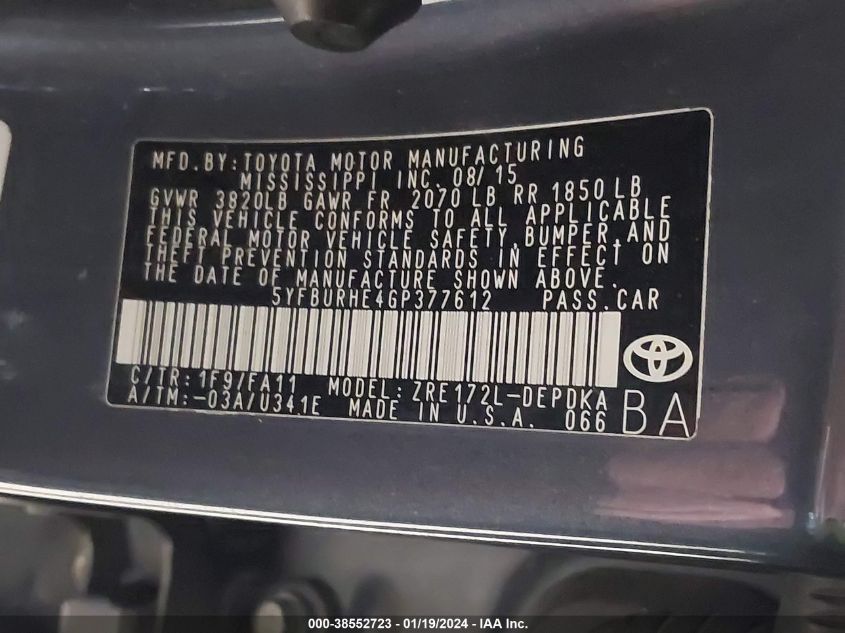 MFD. BY: TOYOTA MOTOR MANUFACTURING
MISSISSIPPI INC. 08/15
GVWR 3820LB GAWR FR 2070 LB RR 1850 LB
THIS VEHICLE CONFORMS TO ALL APPLICABLE
FEDERAL MOTOR VEHICLE SAFETY, BUMPER, AND
THEFT PREVENTION STANDARDS IN EFFECT ON
THE DATE OF MANUFACTURE SHOWN ABOVE.
5YFBURHE4GP377612 PASS. CAR
C/TR: 1F9/FA11 MODEL: ZRE172L-DEPDKA
A/TM: -03A/U341E MADE IN U.S.A. 066 BA
000-38552723 - 01/19/2024 - IAA Inc.